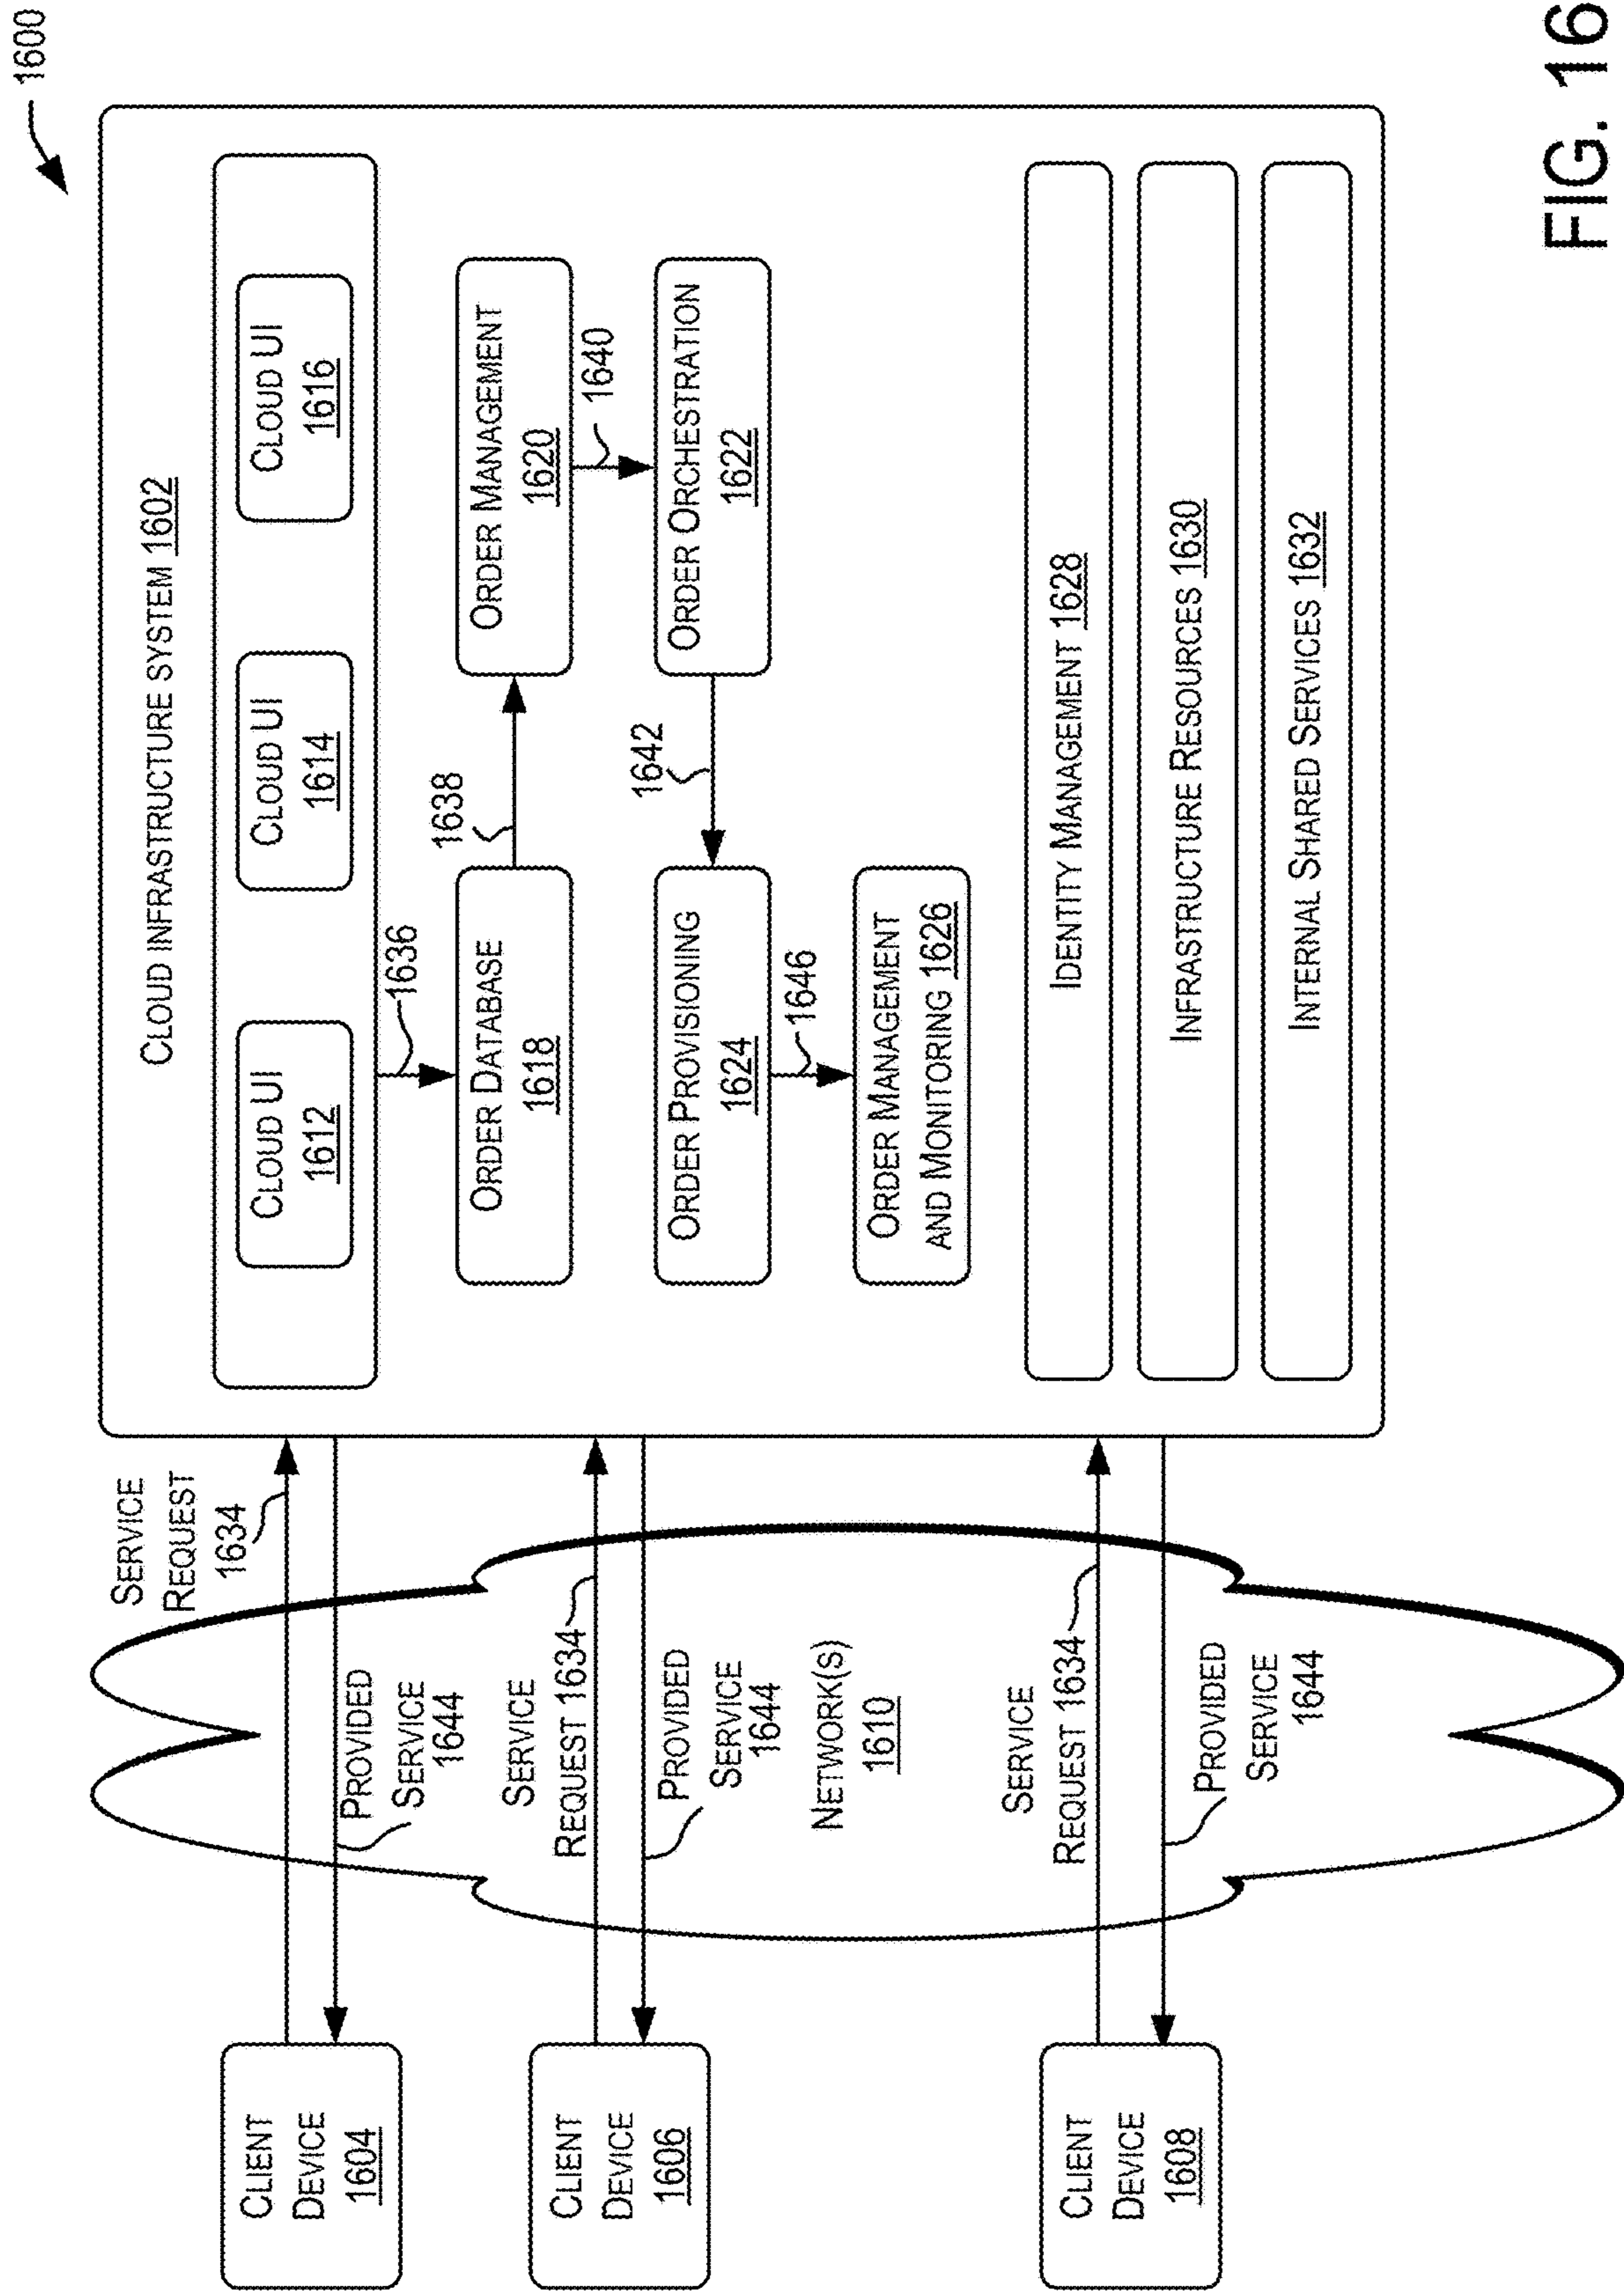 1600
CLOUD INFRASTRUCTURE SYSTEM 1602
CLOUD UI
1612
CLOUD UI
1614
CLOUD UI
1616
1636
ORDER DATABASE
1618
1638
ORDER MANAGEMENT
1620
1640
ORDER PROVISIONING
1624
1642
ORDER ORCHESTRATION
1622
1646
ORDER MANAGEMENT
AND MONITORING 1626
IDENTITY MANAGEMENT 1628
INFRASTRUCTURE RESOURCES 1630
INTERNAL SHARED SERVICES 1632
CLIENT
DEVICE
1604
SERVICE
REQUEST
1634
PROVIDED
SERVICE
1644
CLIENT
DEVICE
1606
SERVICE
REQUEST 1634
PROVIDED
SERVICE
1644
NETWORK(S)
1610
CLIENT
DEVICE
1608
SERVICE
REQUEST 1634
PROVIDED
SERVICE
1644
FIG. 16